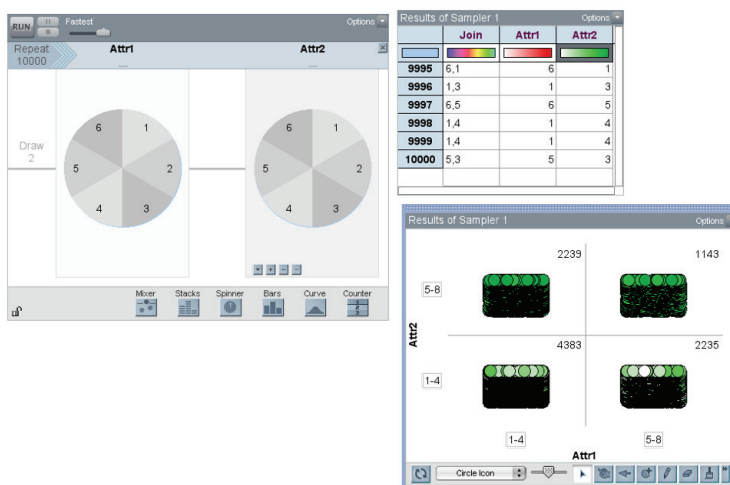 RUN
Fastest
Options
Repeat
10000
Attr1
Attr2
Draw
2
6 1
5 2
4 3
6 1
5 2
4 3
Mixer Stacks Spinner Bars Curve Counter
Results of Sampler 1 Options
Join Attr1 Attr2
9995 6,1 6 1
9996 1,3 1 3
9997 6,5 6 5
9998 1,4 1 4
9999 1,4 1 4
10000 5,3 5 3
Results of Sampler 1 Options
2239 1143
5-8
Attr2
4383 2235
1-4
1-4 5-8
Attr1
Circle Icon